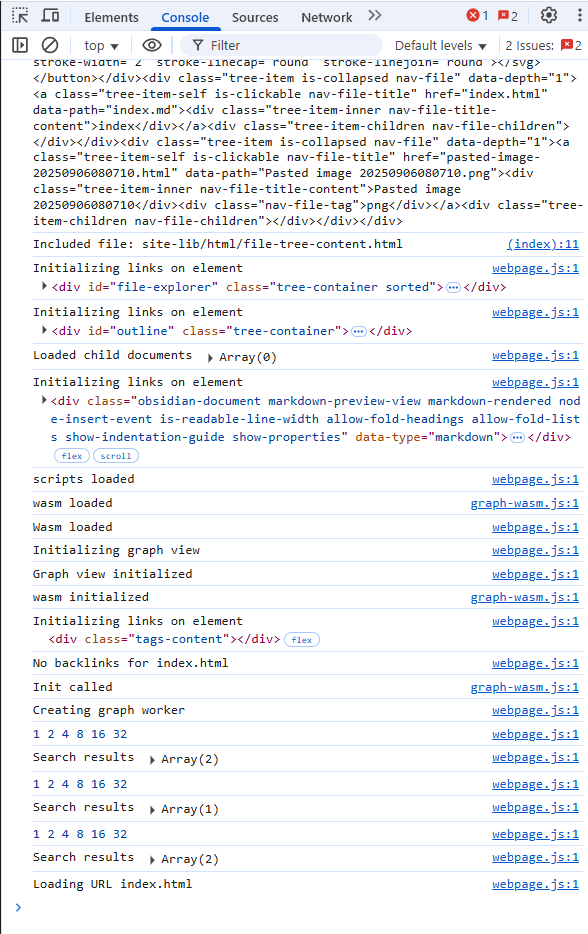 Elements Console Sources Network 1 2
top Filter Default levels 2 Issues: 2
stroke-width="2" stroke-linecap="round" stroke-linejoin="round"></svg>
</button></div><div class="tree-item is-collapsed nav-file" data-depth="1">
<a class="tree-item-self is-clickable nav-file-title" href="index.html"
data-path="index.md"><div class="tree-item-inner nav-file-title-
content">index</div></a><div class="tree-item-children nav-file-children">
</div></div><div class="tree-item is-collapsed nav-file" data-depth="1"><a
class="tree-item-self is-clickable nav-file-title" href="pasted-image-
20250906080710.html" data-path="Pasted image 20250906080710.png"><div
class="tree-item-inner nav-file-title-content">Pasted image
20250906080710</div><div class="nav-file-tag">png</div></a><div class="tree-
item-children nav-file-children"></div></div></div>
Included file: site-lib/html/file-tree-content.html (index):11
Initializing links on element webpage.js:1
<div id="file-explorer" class="tree-container sorted">…</div>
Initializing links on element webpage.js:1
<div id="outline" class="tree-container">…</div>
Loaded child documents Array(0) webpage.js:1
Initializing links on element webpage.js:1
<div class="obsidian-document markdown-preview-view markdown-rendered nod
e-insert-event is-readable-line-width allow-fold-headings allow-fold-list
s show-indentation-guide show-properties" data-type="markdown">…</div>
flex scroll
scripts loaded webpage.js:1
wasm loaded graph-wasm.js:1
Wasm loaded webpage.js:1
Initializing graph view webpage.js:1
Graph view initialized webpage.js:1
wasm initialized graph-wasm.js:1
Initializing links on element webpage.js:1
<div class="tags-content"></div> flex
No backlinks for index.html webpage.js:1
Init called graph-wasm.js:1
Creating graph worker webpage.js:1
1 2 4 8 16 32 webpage.js:1
Search results Array(2) webpage.js:1
1 2 4 8 16 32 webpage.js:1
Search results Array(1) webpage.js:1
1 2 4 8 16 32 webpage.js:1
Search results Array(2) webpage.js:1
Loading URL index.html webpage.js:1